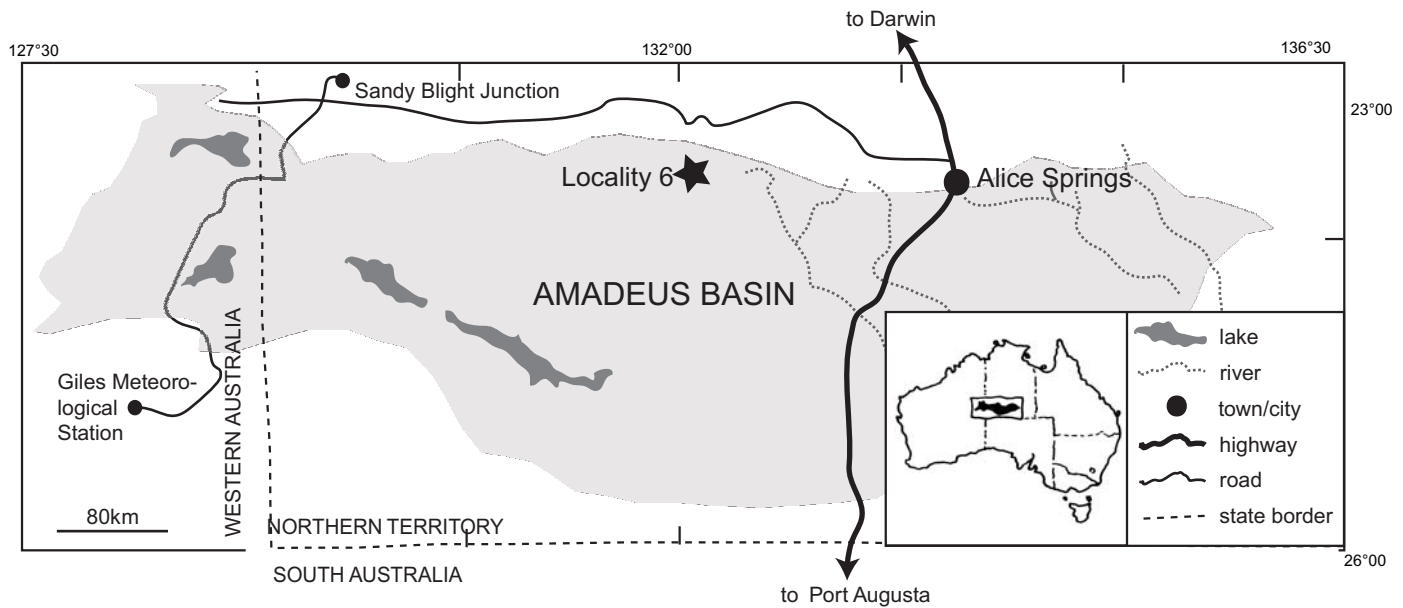 to Darwin
127°30
132°00
136°30
Sandy Blight Junction
23°00
Locality 6
Alice Springs
AMADEUS BASIN
WESTERN AUSTRALIA
Giles Meteoro-
logical
Station
80km
NORTHERN TERRITORY
SOUTH AUSTRALIA
to Port Augusta
lake
river
town/city
highway
road
state border
26°00